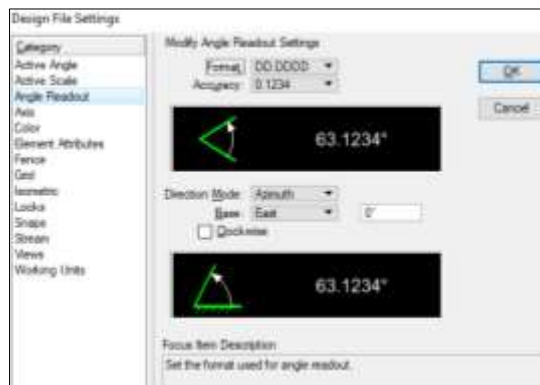 Design File Settings
Category
Active Angle
Active Scale
Angle Readout
Axis
Color
Element Attributes
Fence
Grid
Isometric
Locks
Snaps
Stream
Views
Working Units
Modify Angle Readout Settings
Format: DD.DDDD
Accuracy: 0.1234
63.1234°
Direction Mode: Azimuth
Base: East 0°
Clockwise
63.1234°
Focus Item Description
Set the format used for angle readout.
OK
Cancel